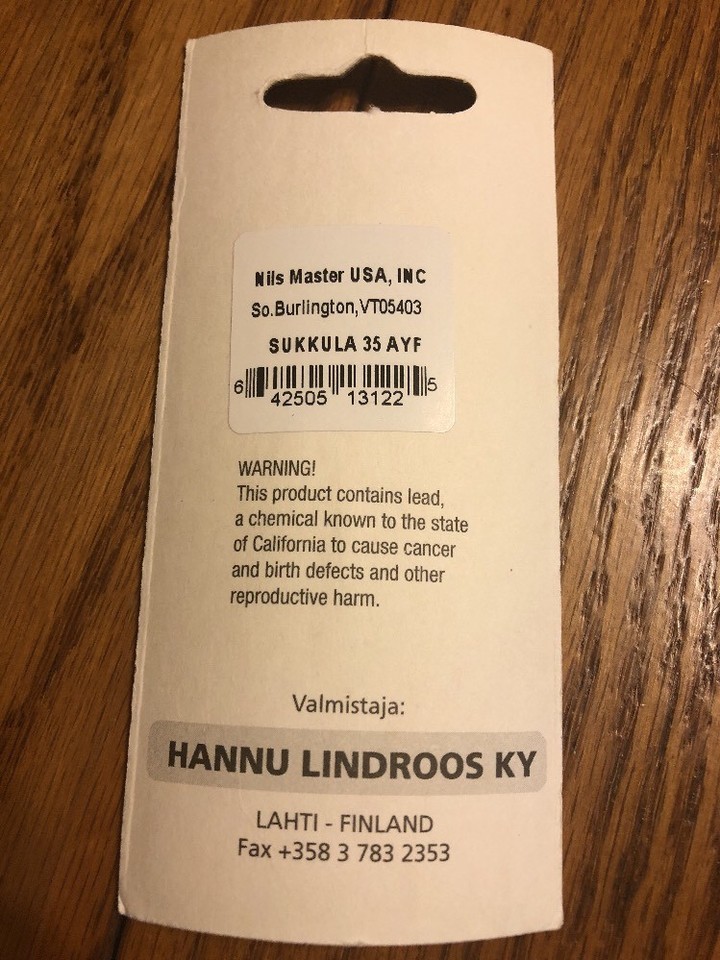 Nils Master USA, INC
So.Burlington,VT05403
SUKKULA 35 AYF
6 42505 13122 5
WARNING!
This product contains lead,
a chemical known to the state
of California to cause cancer
and birth defects and other
reproductive harm.
Valmistaja:
HANNU LINDROOS KY
LAHTI - FINLAND
Fax +358 3 783 2353